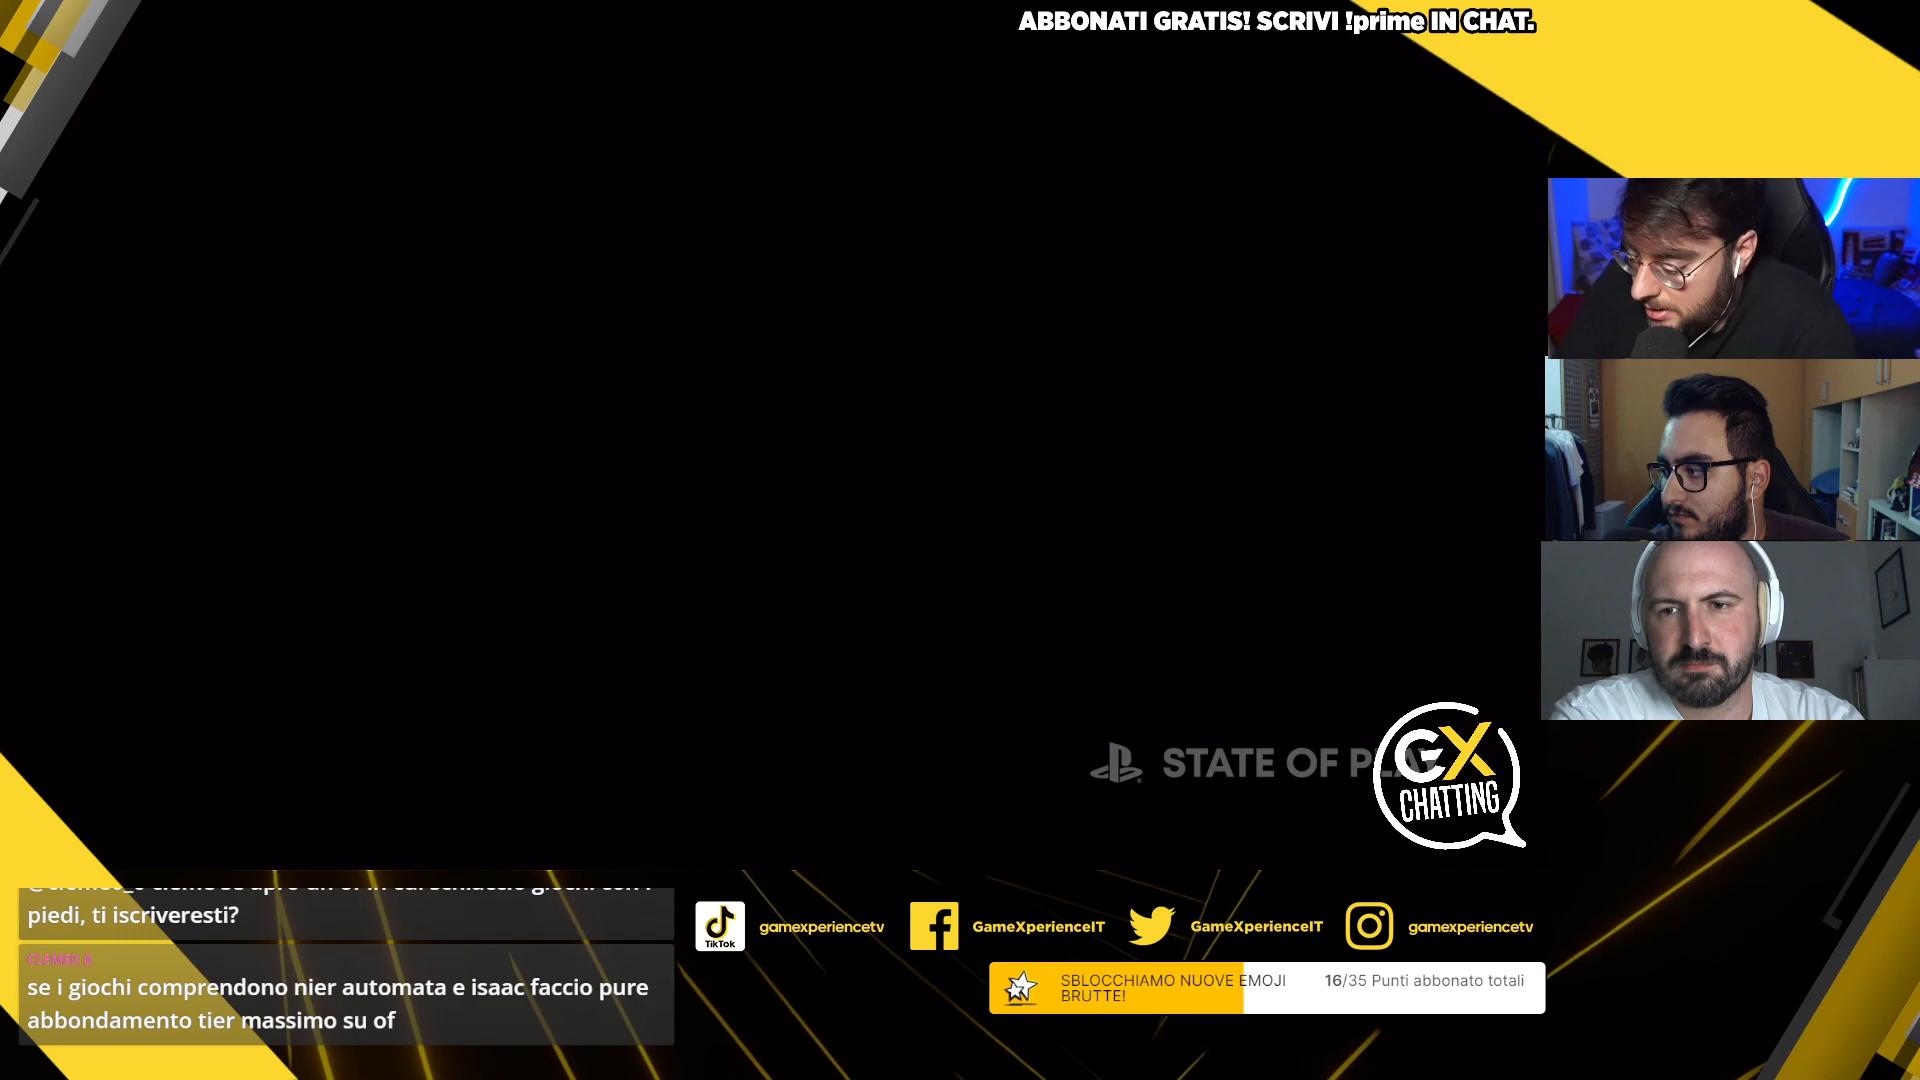 ABBONATI GRATIS! SCRIVI !prime IN CHAT.
STATE OF PLAY
GX
CHATTING
piedi, ti iscriveresti?
se i giochi comprendono nier automata e isaac faccio pure
abbondamento tier massimo su of
TikTok
gamexperiencetv
GameXperienceIT
GameXperienceIT
gamexperiencetv
SBLOCCHIAMO NUOVE EMOJI
BRUTTE!
16/35 Punti abbonato totali